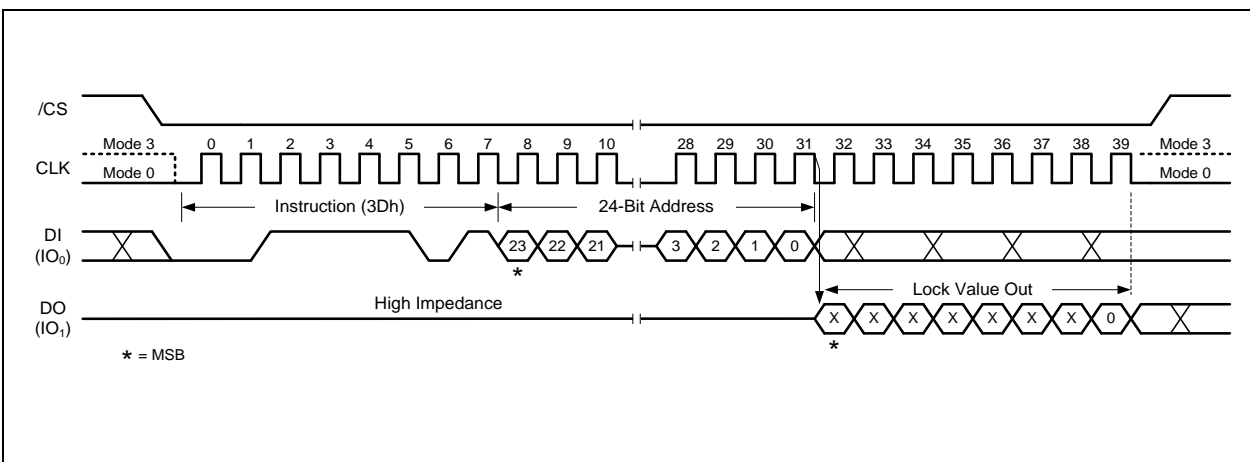 /CS
Mode 3 0 1 2 3 4 5 6 7 8 9 10 28 29 30 31 32 33 34 35 36 37 38 39 Mode 3
CLK
Mode 0 Mode 0
Instruction (3Dh) 24-Bit Address
DI
(IO₀)
23 22 21 3 2 1 0
*
Lock Value Out
High Impedance
DO
(IO₁)
X X X X X X X 0
*
* = MSB